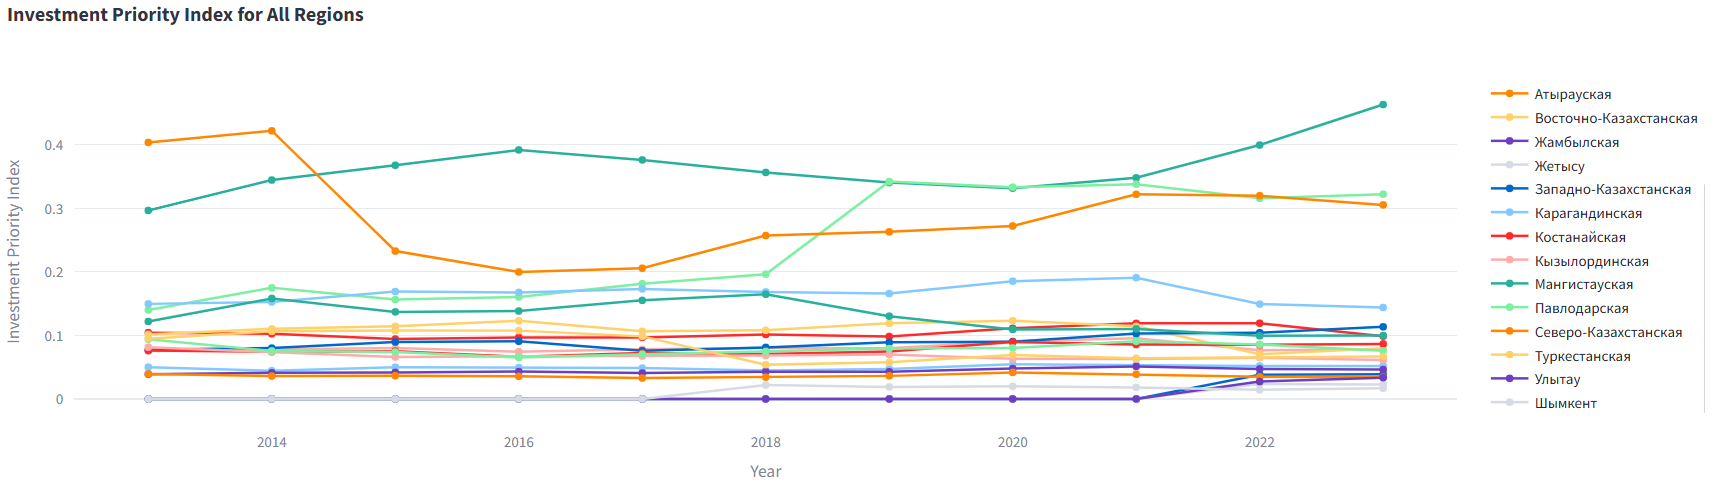 Investment Priority Index for All Regions
Investment Priority Index
0.4
0.3
0.2
0.1
0
2014
2016
2018
2020
2022
Year
Атырауская
Восточно-Казахстанская
Жамбылская
Жетысу
Западно-Казахстанская
Карагандинская
Костанайская
Кызылординская
Мангистауская
Павлодарская
Северо-Казахстанская
Туркестанская
Улытау
Шымкент